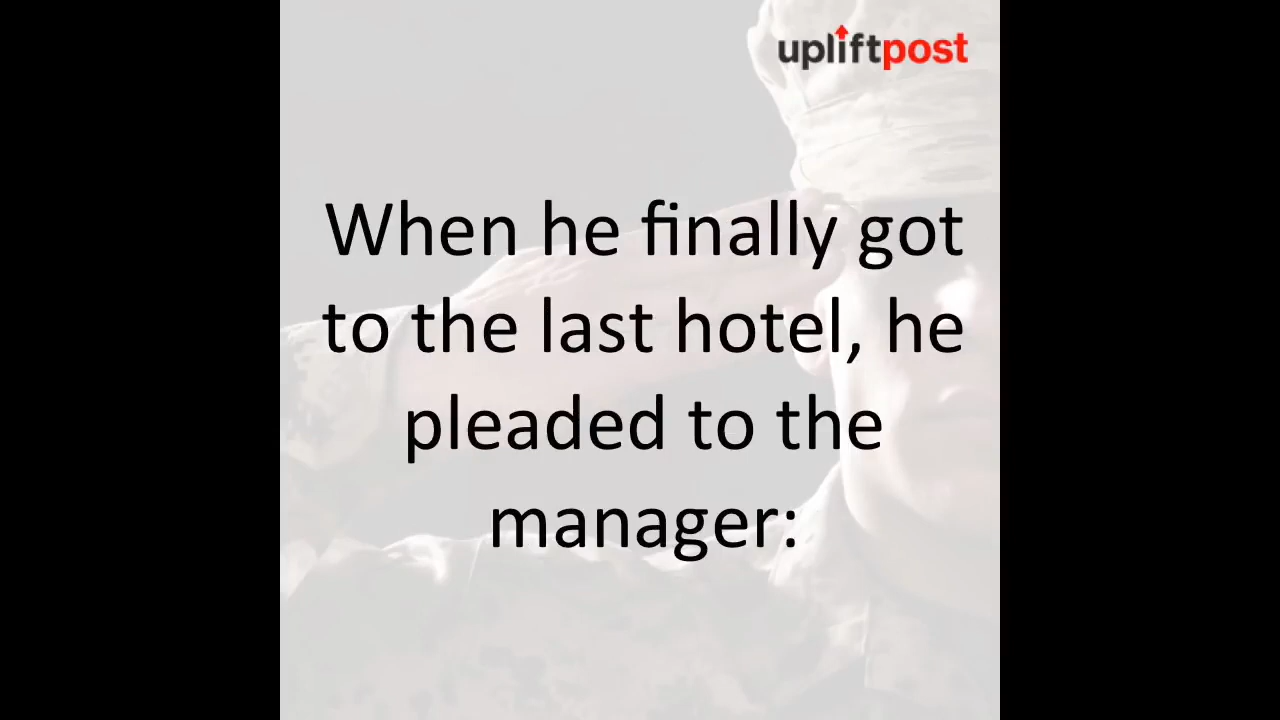 upliftpost
When he finally got
to the last hotel, he
pleaded to the
manager: